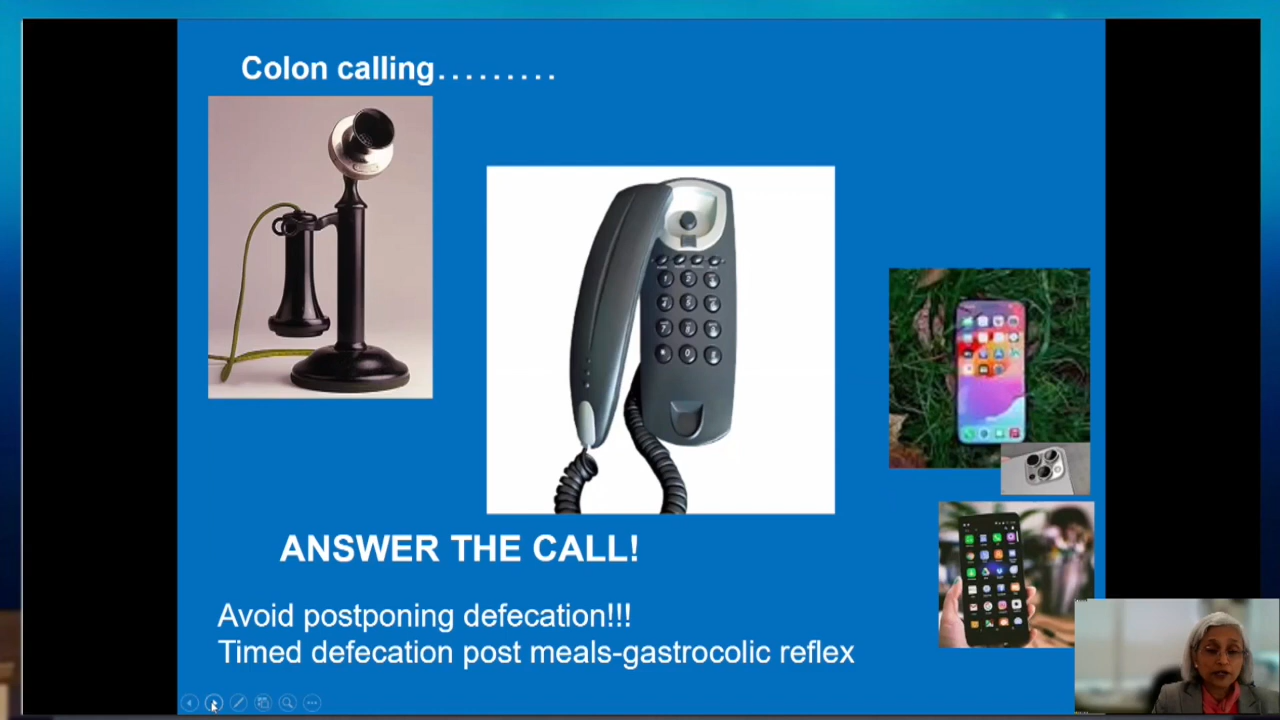 Colon calling.........
ANSWER THE CALL!
Avoid postponing defecation!!!
Timed defecation post meals-gastrocolic reflex